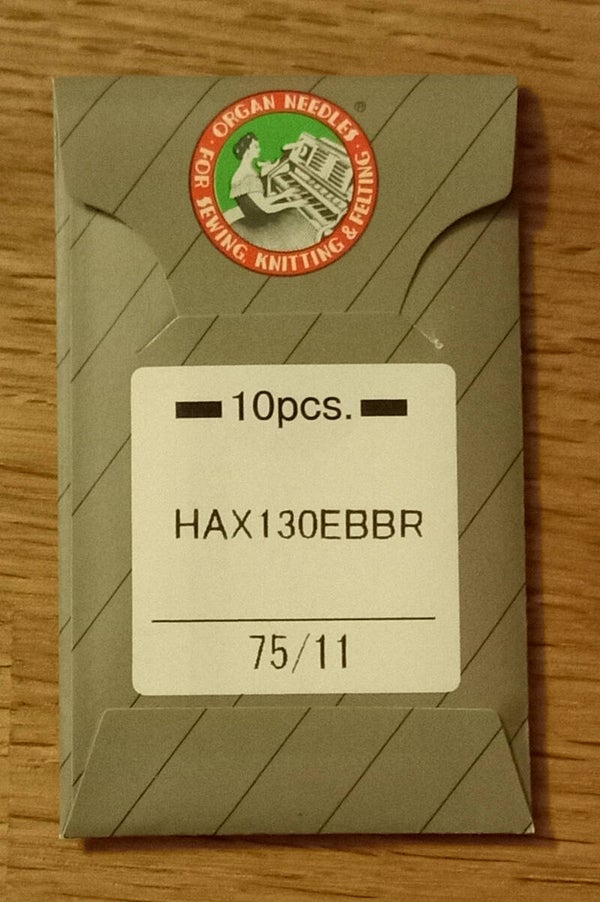 ORGAN NEEDLES ®
· FOR SEWING, KNITTING & FELTING ·
10pcs.
HAX130EBBR
75/11